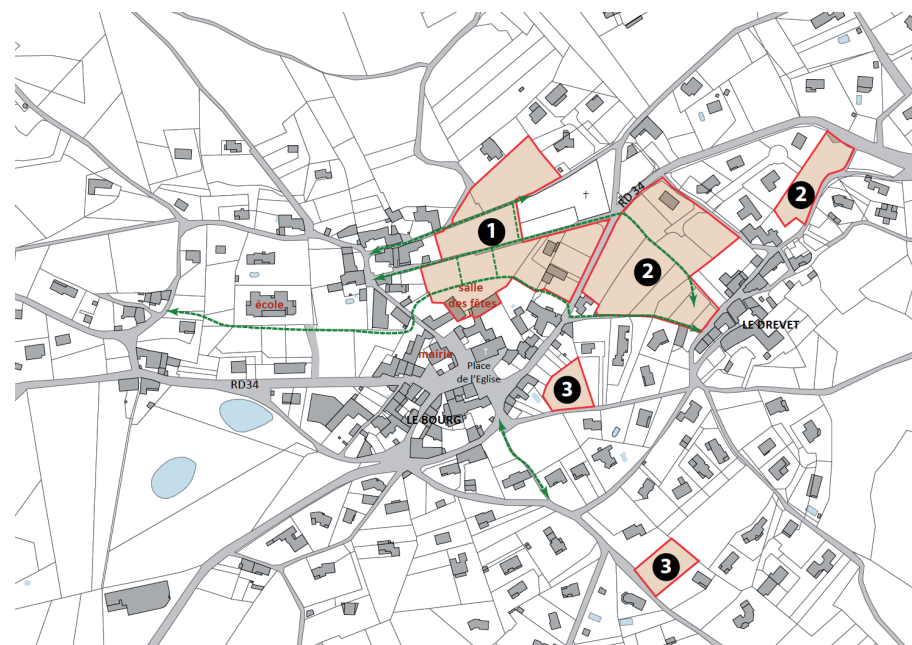 2
RD 34
1
2
salle
des fêtes
école
LE DREVET
mairie
Place
de l'Eglise
RD34
3
LE BOURG
3